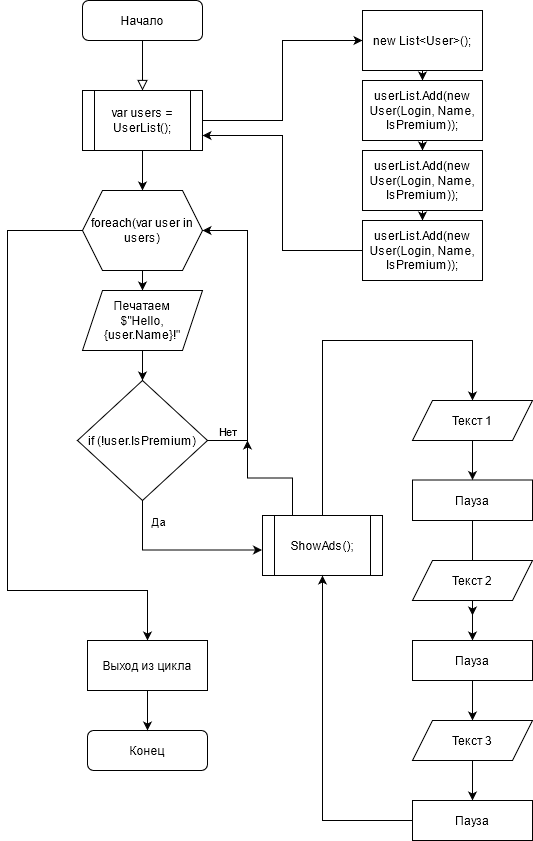 Начало
var users =
UserList();
foreach(var user in
users)
Печатаем
$"Hello,
{user.Name}!"
if (!user.IsPremium)
Нет
Да
Выход из цикла
Конец
new List<User>();
userList.Add(new
User(Login, Name,
IsPremium));
userList.Add(new
User(Login, Name,
IsPremium));
userList.Add(new
User(Login, Name,
IsPremium));
ShowAds();
Текст 1
Пауза
Текст 2
Пауза
Текст 3
Пауза